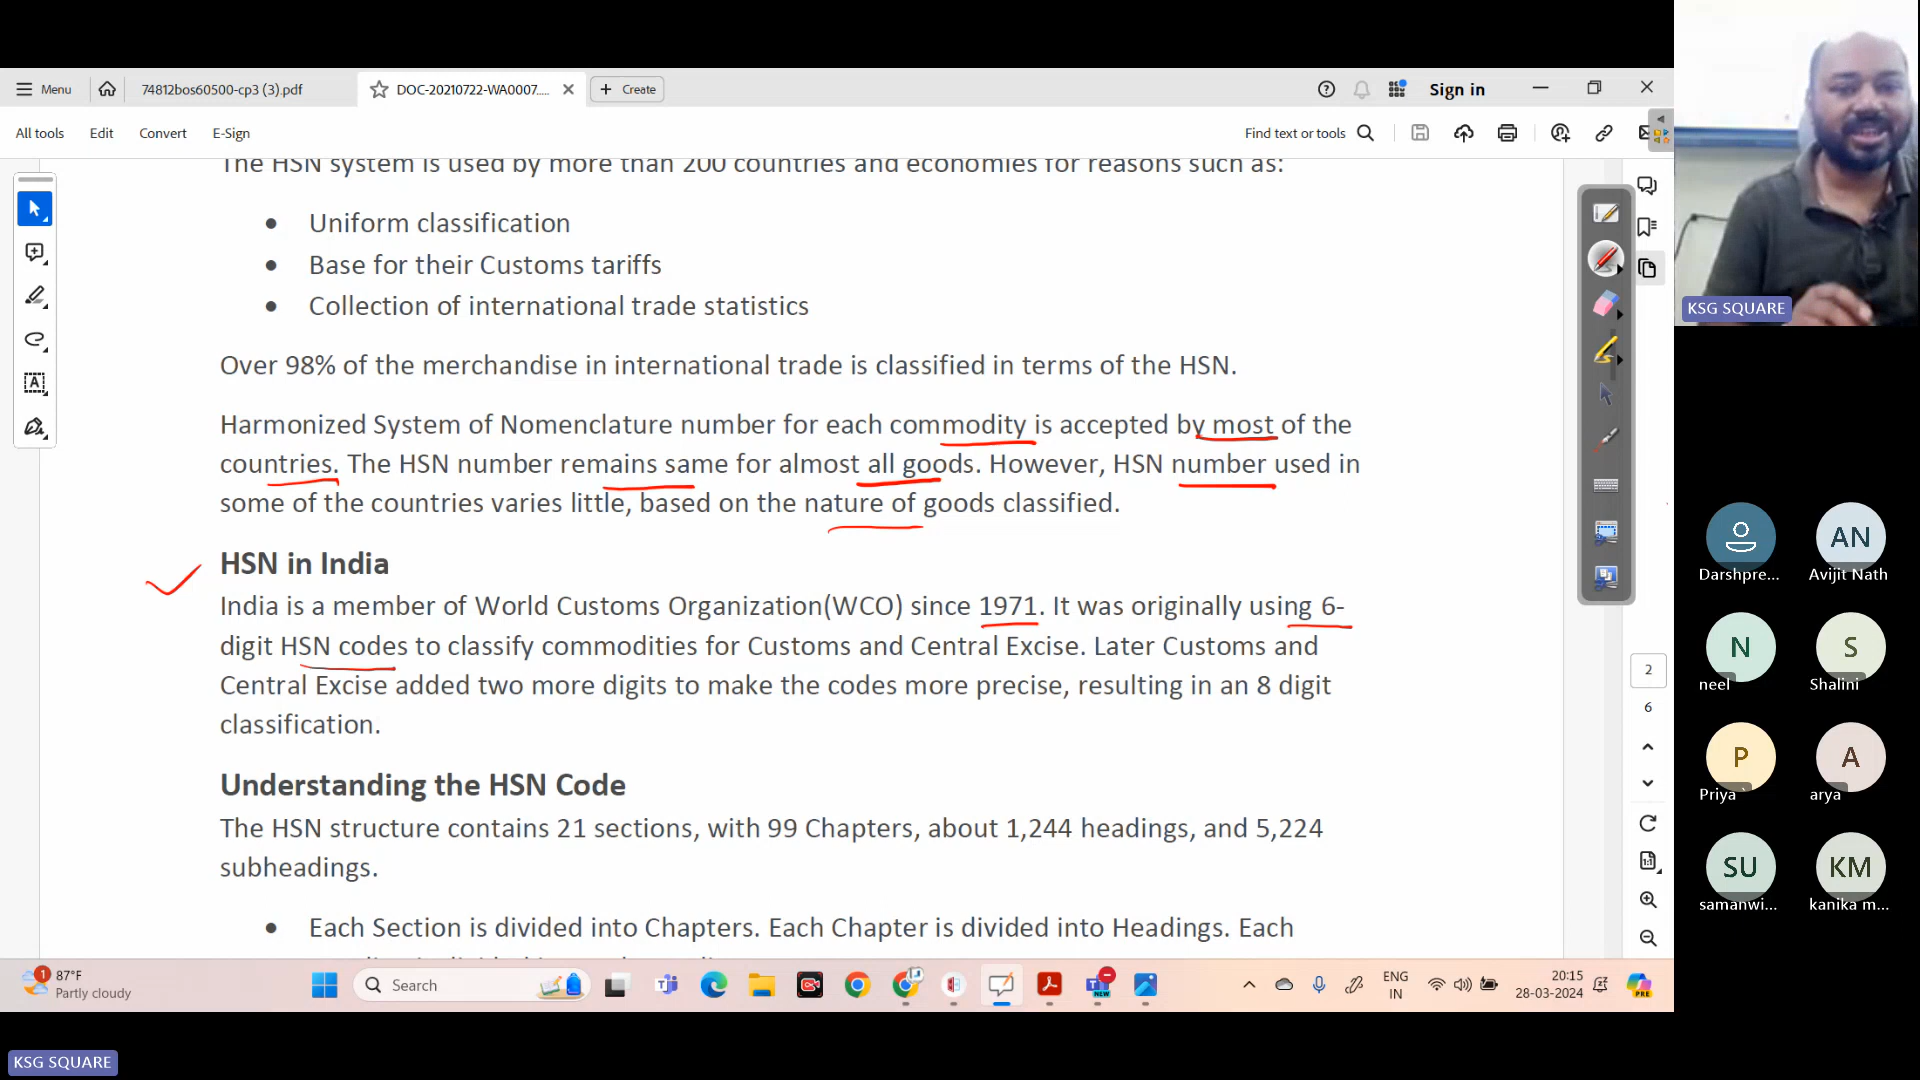 Menu
74812bos60500-cp3 (3).pdf
DOC-20210722-WA0007....
Create
Sign in
All tools
Edit
Convert
E-Sign
Find text or tools
The HSN system is used by more than 200 countries and economies for reasons such as:
• Uniform classification
• Base for their Customs tariffs
• Collection of international trade statistics
Over 98% of the merchandise in international trade is classified in terms of the HSN.
Harmonized System of Nomenclature number for each commodity is accepted by most of the
countries. The HSN number remains same for almost all goods. However, HSN number used in
some of the countries varies little, based on the nature of goods classified.
HSN in India
India is a member of World Customs Organization(WCO) since 1971. It was originally using 6-
digit HSN codes to classify commodities for Customs and Central Excise. Later Customs and
Central Excise added two more digits to make the codes more precise, resulting in an 8 digit
classification.
Understanding the HSN Code
The HSN structure contains 21 sections, with 99 Chapters, about 1,244 headings, and 5,224
subheadings.
• Each Section is divided into Chapters. Each Chapter is divided into Headings. Each
2
6
KSG SQUARE
Darshpre...
AN
Avijit Nath
N
neel
S
Shalini
P
Priya `
A
arya
SU
samanwi...
KM
kanika m...
1
87°F
Partly cloudy
Search
NEW
ENG
IN
20:15
28-03-2024
PRE
KSG SQUARE